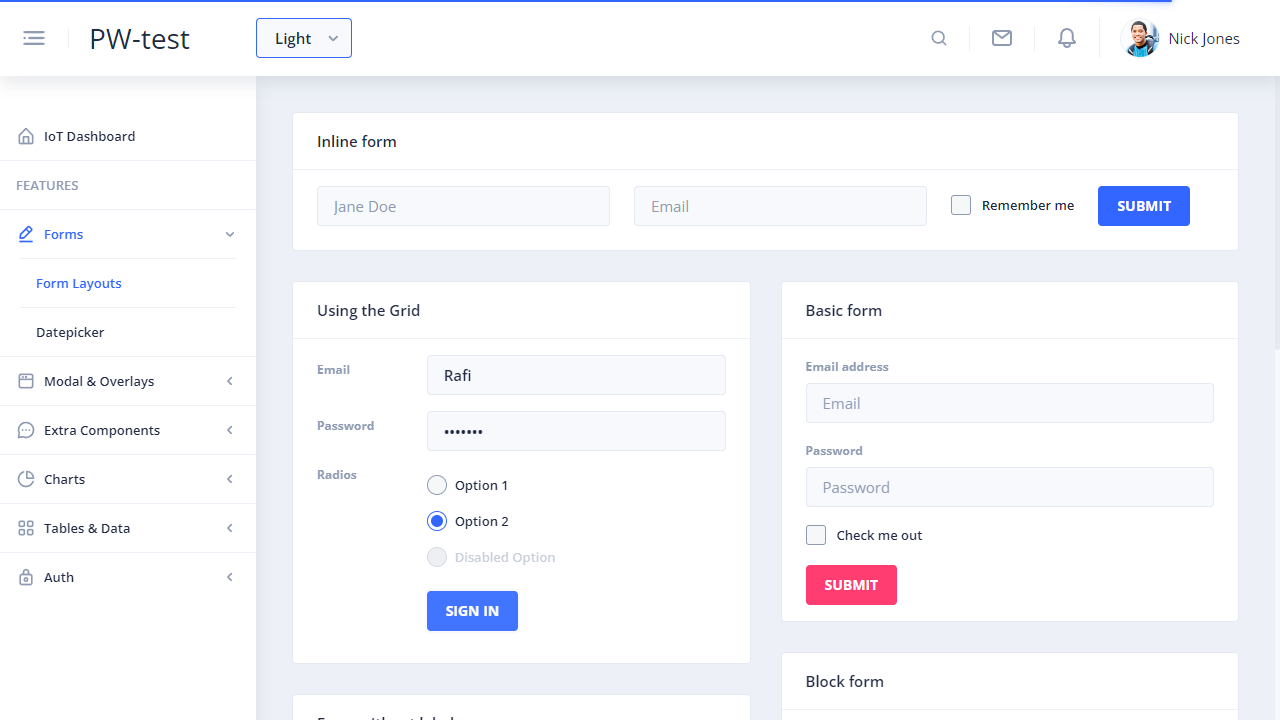 PW-test
Light
Nick Jones
IoT Dashboard
FEATURES
Forms
Form Layouts
Datepicker
Modal & Overlays
Extra Components
Charts
Tables & Data
Auth
Inline form
Jane Doe
Email
Remember me
SUBMIT
Using the Grid
Email
Rafi
Password
•••••••
Radios
Option 1
Option 2
Disabled Option
SIGN IN
Basic form
Email address
Email
Password
Password
Check me out
SUBMIT
Block form